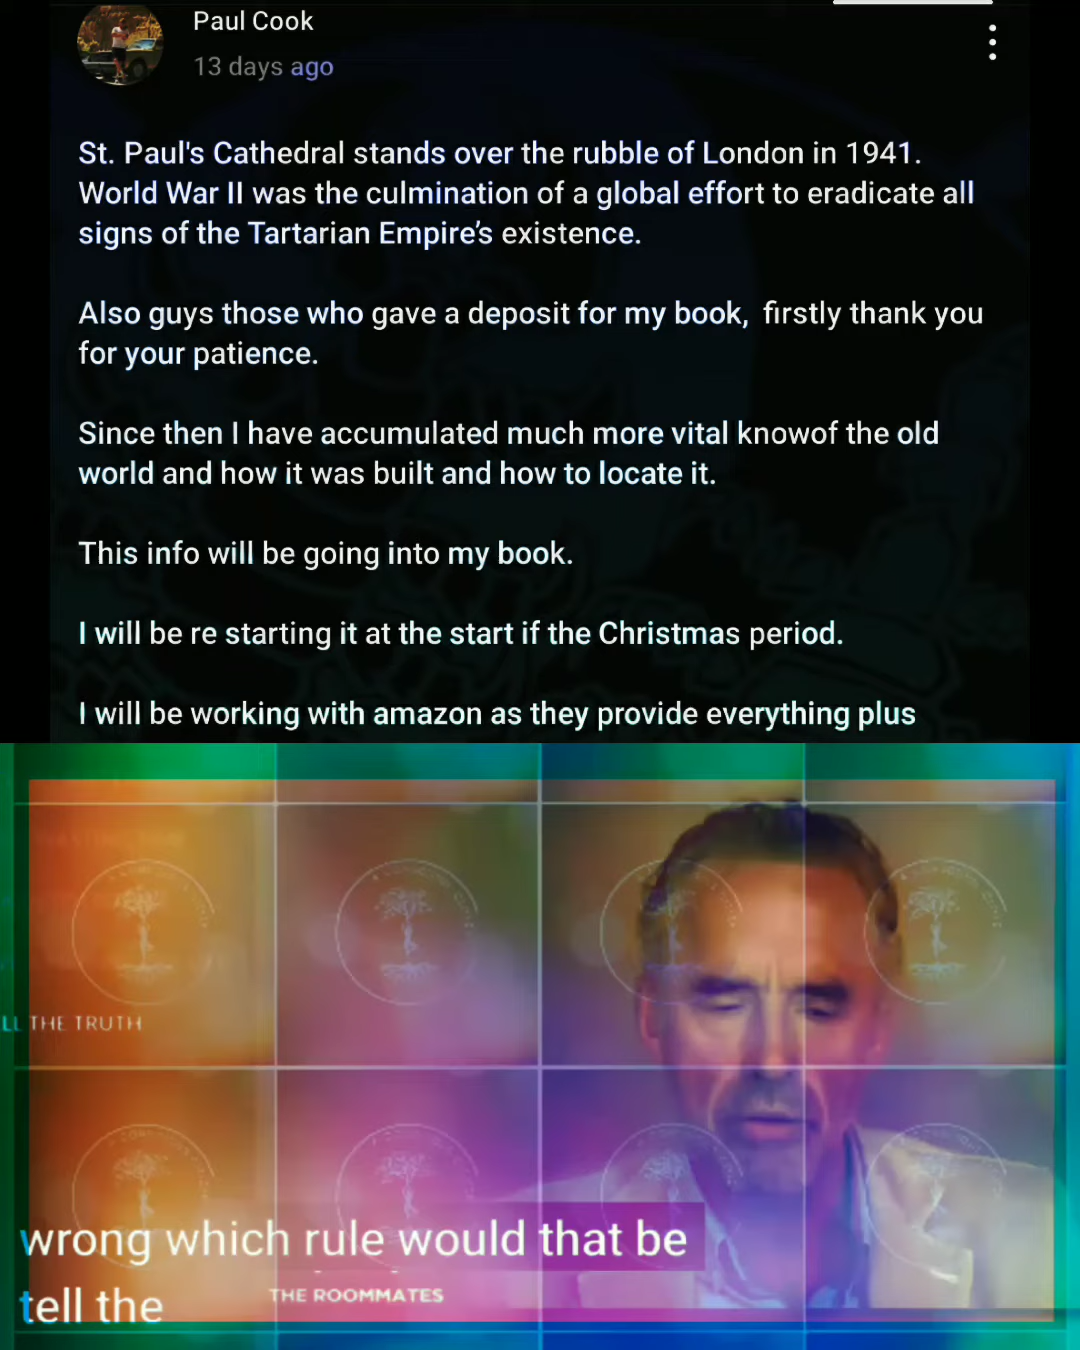 Paul Cook
13 days ago
St. Paul's Cathedral stands over the rubble of London in 1941.
World War II was the culmination of a global effort to eradicate all
signs of the Tartarian Empire’s existence.
Also guys those who gave a deposit for my book,  firstly thank you
for your patience.
Since then I have accumulated much more vital knowof the old
world and how it was built and how to locate it.
This info will be going into my book.
I will be re starting it at the start if the Christmas period.
I will be working with amazon as they provide everything plus
LL THE TRUTH
wrong which rule would that be
tell the
THE ROOMMATES